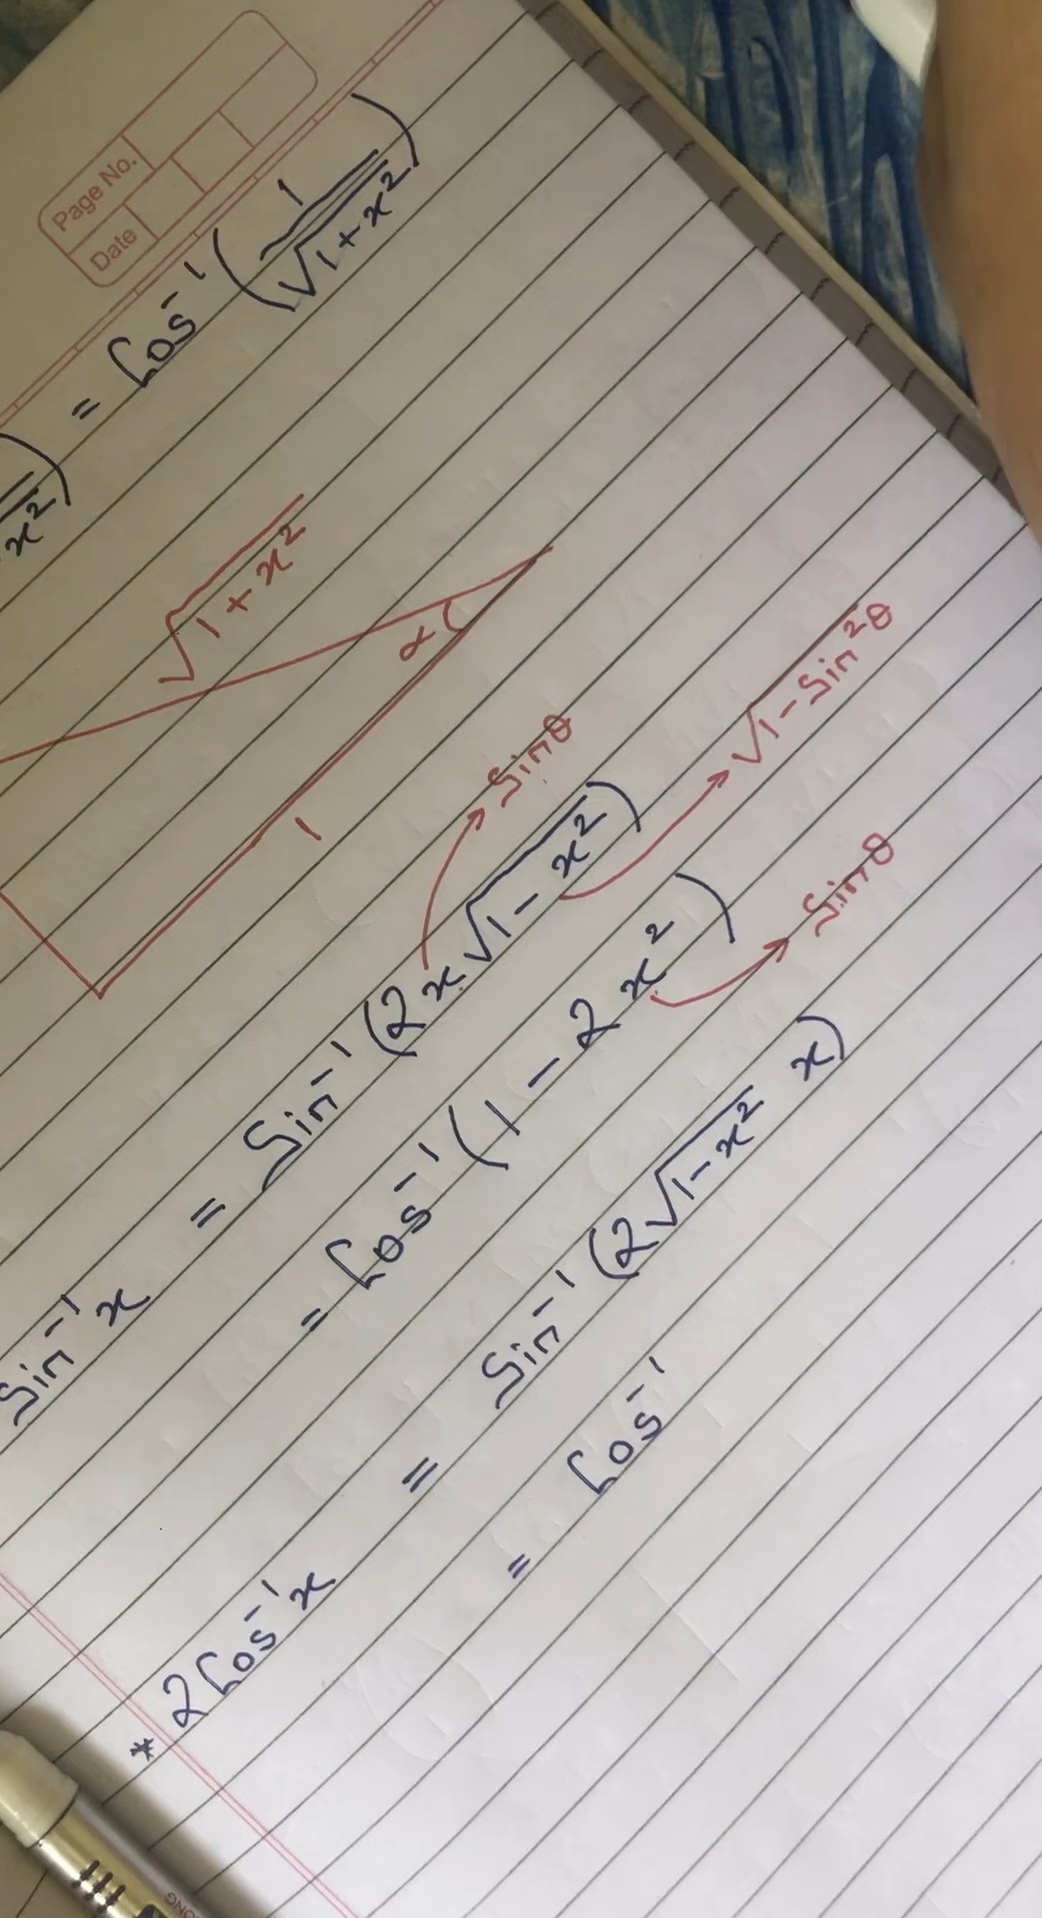 Page No.
Date
x²) = Cos⁻¹(1/√1+x²)
√1+x²
α
1
Sinθ
√1-Sin²θ
Sin⁻¹x = Sin⁻¹(2x√1-x²)
= Cos⁻¹(1-2x²)
Sinθ
* 2Cos⁻¹x = Sin⁻¹(2√1-x² x)
= Cos⁻¹